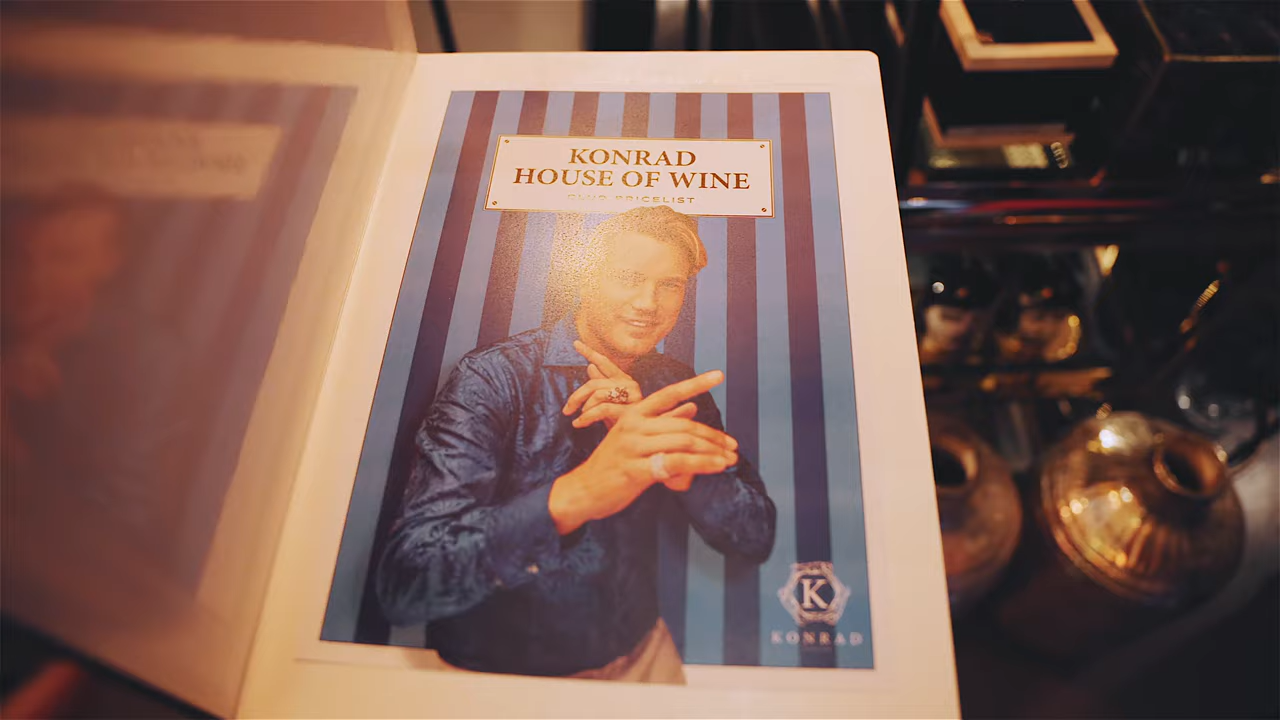 KONRAD
HOUSE OF WINE
CLUB PRICELIST
K
KONRAD